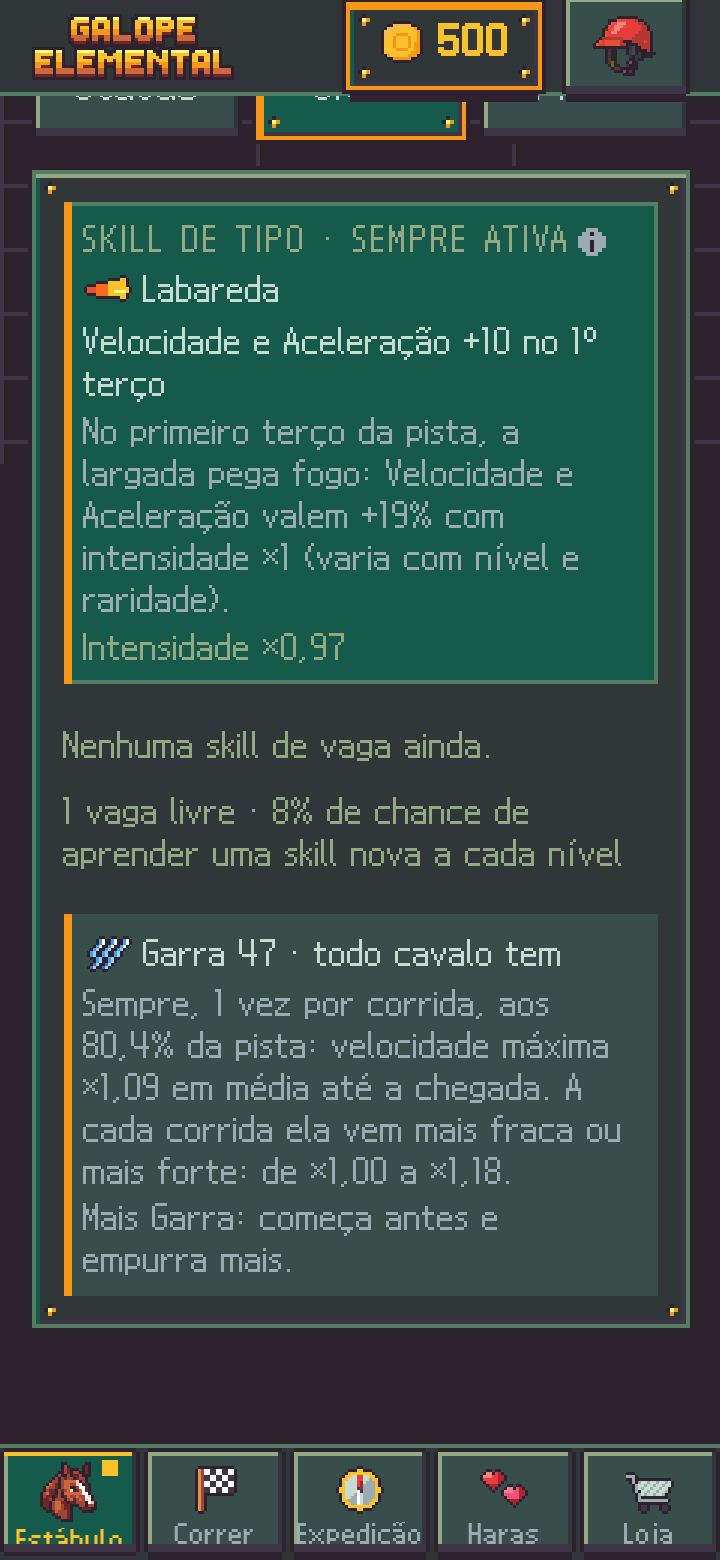 GALOPE
ELEMENTAL
500
SKILL DE TIPO · SEMPRE ATIVA
Labareda
Velocidade e Aceleração +10 no 1º
terço
No primeiro terço da pista, a
largada pega fogo: Velocidade e
Aceleração valem +19% com
intensidade ×1 (varia com nível e
raridade).
Intensidade ×0,97
Nenhuma skill de vaga ainda.
1 vaga livre · 8% de chance de
aprender uma skill nova a cada nível
Garra 47 · todo cavalo tem
Sempre, 1 vez por corrida, aos
80,4% da pista: velocidade máxima
×1,09 em média até a chegada. A
cada corrida ela vem mais fraca ou
mais forte: de ×1,00 a ×1,18.
Mais Garra: começa antes e
empurra mais.
Estábulo
Correr
Expedição
Haras
Loja